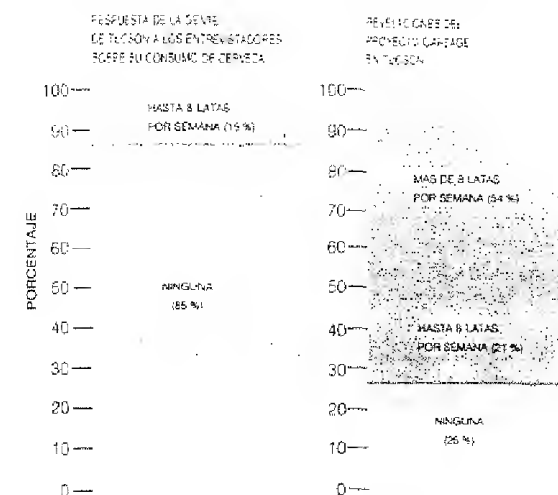 RESPUESTA DE LA GENTE
DE TUCSON A LOS ENTREVISTADORES
SOBRE SU CONSUMO DE CERVEZA
100
HASTA 8 LATAS
POR SEMANA (15 %)
90
80
70
60
50
NINGUNA
(85 %)
40
30
20
10
0
PORCENTAJE
REVELACIONES DEL
PROYECTO GARBAGE
EN TUCSON
100
90
80
MAS DE 8 LATAS
POR SEMANA (54 %)
70
60
50
40
HASTA 8 LATAS
POR SEMANA (21 %)
30
20
NINGUNA
(25 %)
10
0